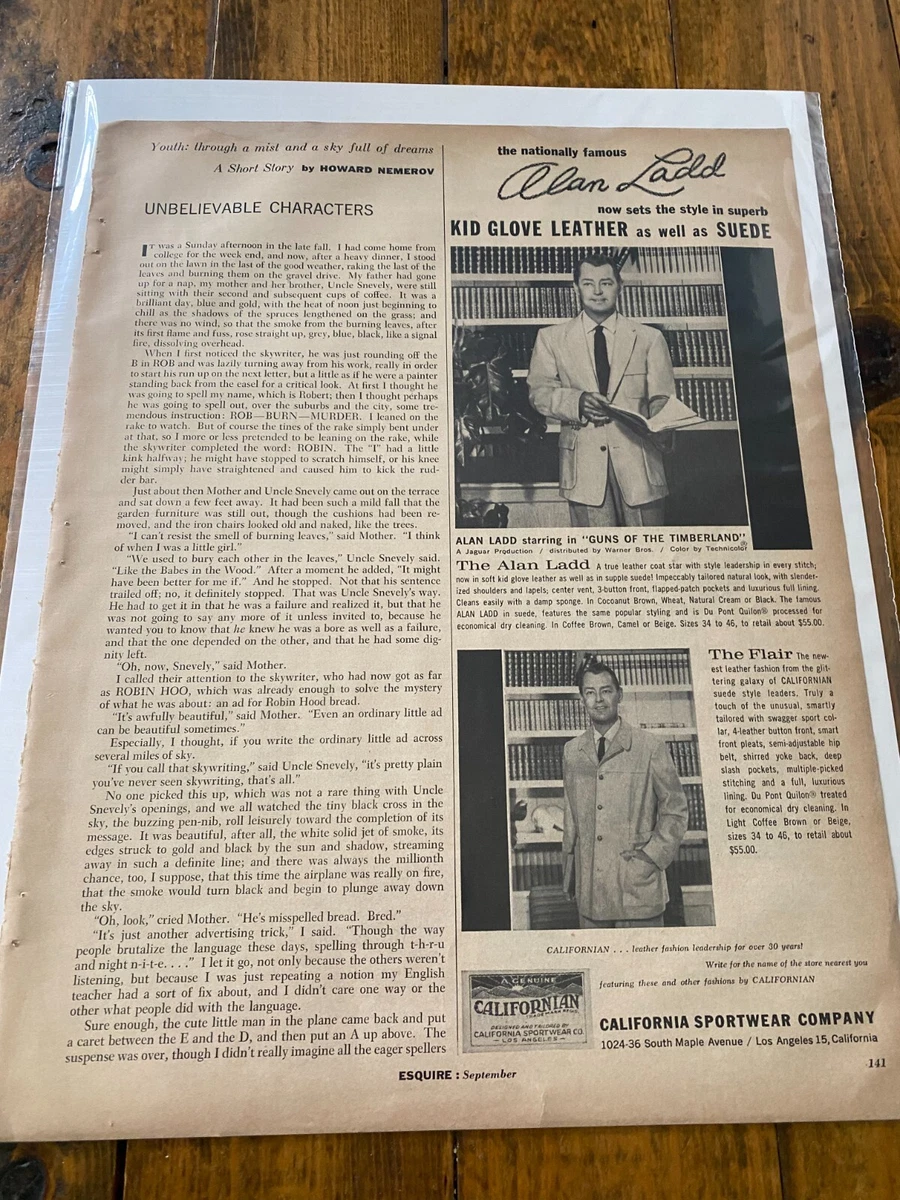 Youth: through a mist and a sky full of dreams
A Short Story by HOWARD NEMEROV
UNBELIEVABLE CHARACTERS
IT was a Sunday afternoon in the late fall. I had come home from
college for the week end, and now, after a heavy dinner, I stood
out on the lawn in the last of the good weather, raking the last of the
leaves and burning them on the gravel drive. My father had gone
up for a nap, my mother and her brother, Uncle Snevely, were still
sitting with their second and subsequent cups of coffee. It was a
brilliant day, blue and gold, with the heat of noon just beginning to
chill as the shadows of the spruces lengthened on the grass; and
there was no wind, so that the smoke from the burning leaves, after
its first flame and fuss, rose straight up, grey, blue, black, like a signal
fire, dissolving overhead.
When I first noticed the skywriter, he was just rounding off the
B in ROB and was lazily turning away from his work, really in order
to start his run up on the next letter, but a little as if he were a painter
standing back from the easel for a critical look. At first I thought he
was going to spell my name, which is Robert; then I thought perhaps
he was going to spell out, over the suburbs and the city, some tre-
mendous instruction: ROB—BURN—MURDER. I leaned on the
rake to watch. But of course the tines of the rake simply bent under
at that, so I more or less pretended to be leaning on the rake, while
the skywriter completed the word: ROBIN. The "I" had a little
kink halfway; he might have stopped to scratch himself, or his knee
might simply have straightened and caused him to kick the rud-
der bar.
Just about then Mother and Uncle Snevely came out on the terrace
and sat down a few feet away. It had been such a mild fall that the
garden furniture was still out, though the cushions had been re-
moved, and the iron chairs looked old and naked, like the trees.
"I can't resist the smell of burning leaves," said Mother. "I think
of when I was a little girl."
"We used to bury each other in the leaves," Uncle Snevely said.
"Like the Babes in the Wood." After a moment he added, "It might
have been better for me if." And he stopped. Not that his sentence
trailed off; no, it definitely stopped. That was Uncle Snevely's way.
He had to get it in that he was a failure and realized it, but that he
was not going to say any more of it unless invited to, because he
wanted you to know that he knew he was a bore as well as a failure,
and that the one depended on the other, and that he had some dig-
nity left.
"Oh, now, Snevely," said Mother.
I called their attention to the skywriter, who had now got as far
as ROBIN HOO, which was already enough to solve the mystery
of what he was about: an ad for Robin Hood bread.
"It's awfully beautiful," said Mother. "Even an ordinary little ad
can be beautiful sometimes."
Especially, I thought, if you write the ordinary little ad across
several miles of sky.
"If you call that skywriting," said Uncle Snevely, "it's pretty plain
you've never seen skywriting, that's all."
No one picked this up, which was not a rare thing with Uncle
Snevely's openings, and we all watched the tiny black cross in the
sky, the buzzing pen-nib, roll leisurely toward the completion of its
message. It was beautiful, after all, the white solid jet of smoke, its
edges struck to gold and black by the sun and shadow, streaming
away in such a definite line; and there was always the millionth
chance, too, I suppose, that this time the airplane was really on fire,
that the smoke would turn black and begin to plunge away down
the sky.
"Oh, look," cried Mother. "He's misspelled bread. Bred."
"It's just another advertising trick," I said. "Though the way
people brutalize the language these days, spelling through t-h-r-u
and night n-i-t-e. . . ." I let it go, not only because the others weren't
listening, but because I was just repeating a notion my English
teacher had a sort of fix about, and I didn't care one way or the
other what people did with the language.
Sure enough, the cute little man in the plane came back and put
a caret between the E and the D, and then put an A up above. The
suspense was over, though I didn't really imagine all the eager spellers
the nationally famous
Alan Ladd
now sets the style in superb
KID GLOVE LEATHER as well as SUEDE
ALAN LADD starring in "GUNS OF THE TIMBERLAND"
A Jaguar Production / distributed by Warner Bros. / Color by Technicolor®
The Alan Ladd A true leather coat star with style leadership in every stitch;
now in soft kid glove leather as well as in supple suede! Impeccably tailored natural look, with slender-
ized shoulders and lapels; center vent, 3-button front, flapped-patch pockets and luxurious full lining.
Cleans easily with a damp sponge. In Cocoanut Brown, Wheat, Natural Cream or Black. The famous
ALAN LADD in suede, features the same popular styling and is Du Pont Quilon® processed for
economical dry cleaning. In Coffee Brown, Camel or Beige. Sizes 34 to 46, to retail about $55.00.
The Flair The new-
est leather fashion from the glit-
tering galaxy of CALIFORNIAN
suede style leaders. Truly a
touch of the unusual, smartly
tailored with swagger sport col-
lar, 4-leather button front, smart
front pleats, semi-adjustable hip
belt, shirred yoke back, deep
slash pockets, multiple-picked
stitching and a full, luxurious
lining. Du Pont Quilon® treated
for economical dry cleaning. In
Light Coffee Brown or Beige,
sizes 34 to 46, to retail about
$55.00.
CALIFORNIAN . . . leather fashion leadership for over 30 years!
Write for the name of the store nearest you
featuring these and other fashions by CALIFORNIAN
A GENUINE
CALIFORNIAN
DESIGNED AND TAILORED BY
CALIFORNIA SPORTWEAR CO.
— LOS ANGELES —
CALIFORNIA SPORTWEAR COMPANY
1024-36 South Maple Avenue / Los Angeles 15, California
ESQUIRE : September
141